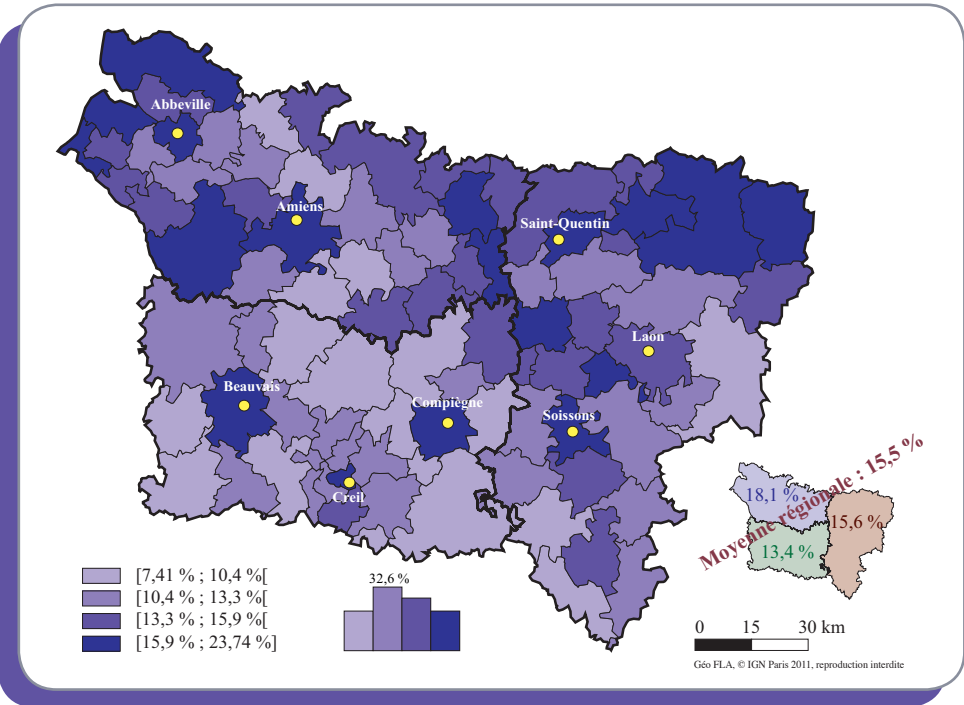 Abbeville
Amiens
Saint-Quentin
Laon
Beauvais
Compiègne
Soissons
Creil
Moyenne régionale : 15,5 %
18,1 %
15,6 %
13,4 %
[7,41 % ; 10,4 %[
[10,4 % ; 13,3 %[
[13,3 % ; 15,9 %[
[15,9 % ; 23,74 %]
32,6 %
0 15 30 km
Géo FLA, © IGN Paris 2011, reproduction interdite